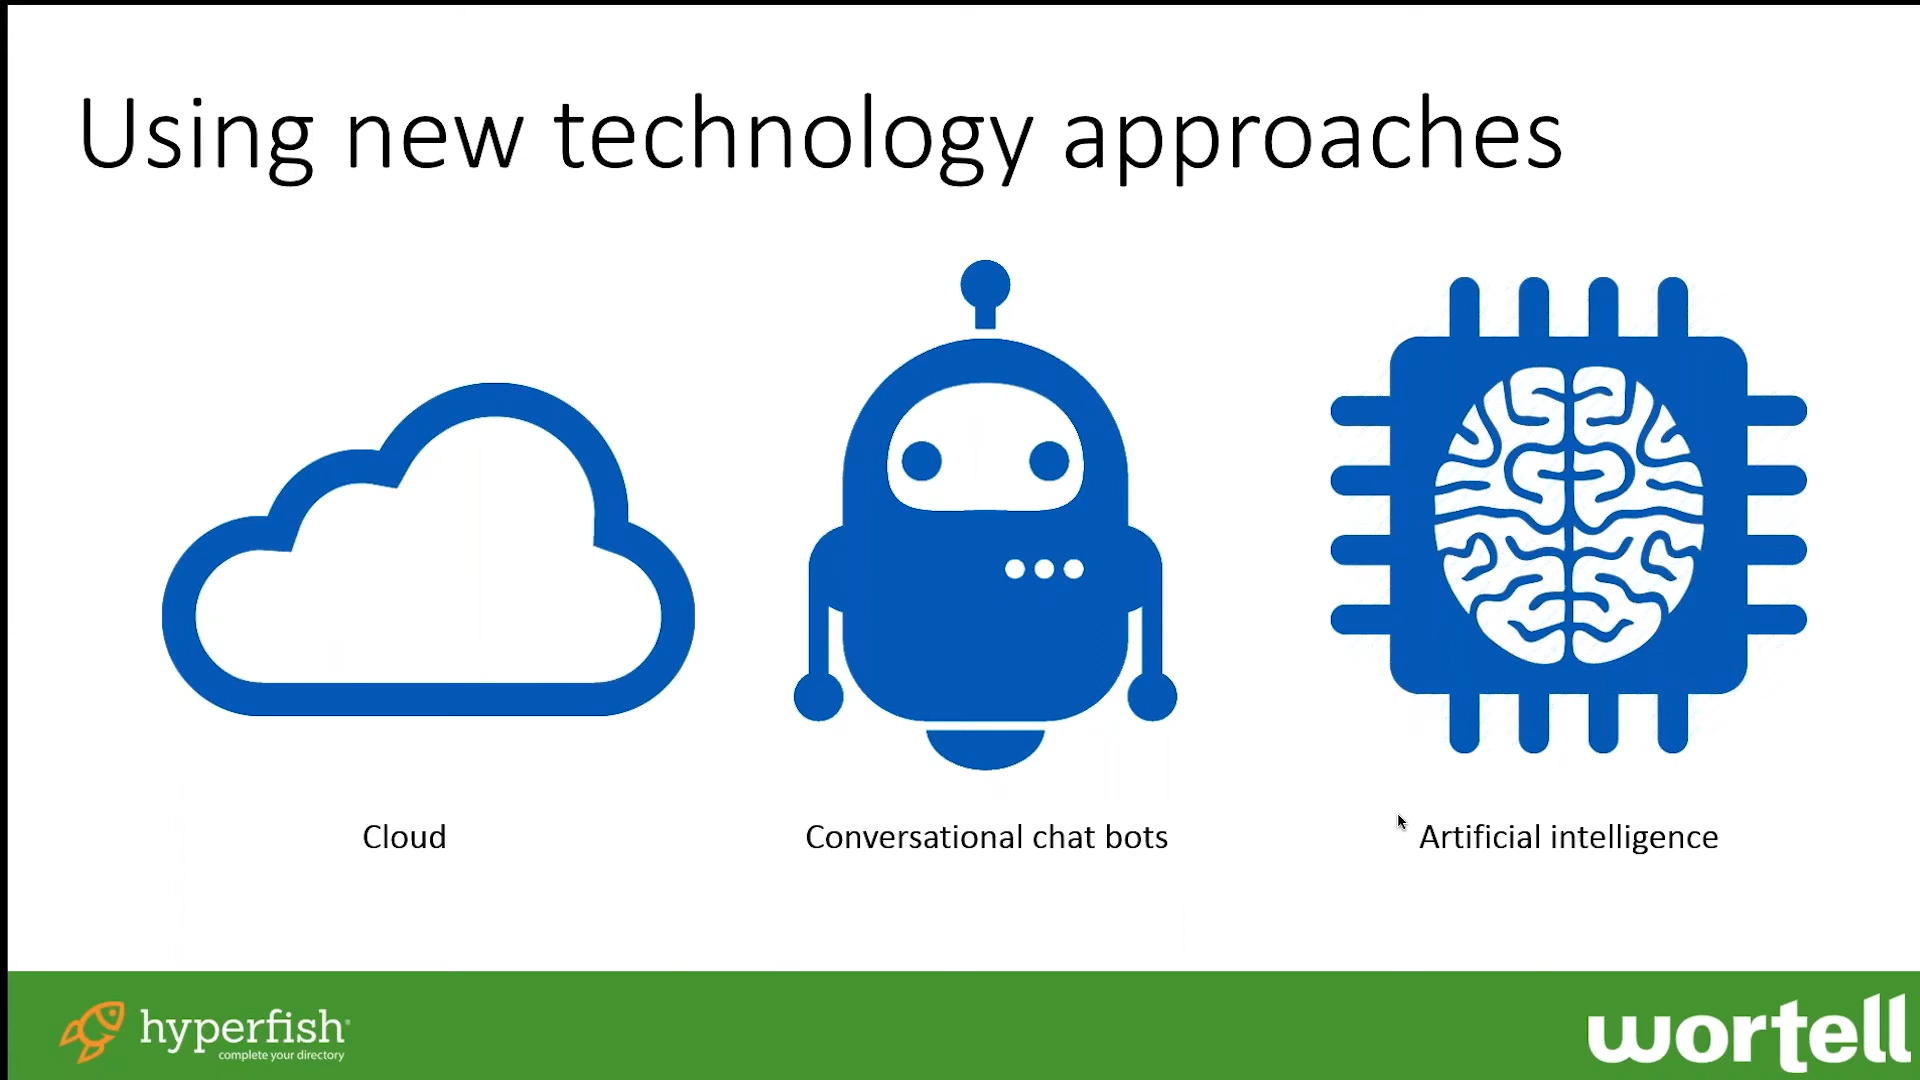 Using new technology approaches
Cloud
Conversational chat bots
Artificial intelligence
hyperfish®
complete your directory
wortell